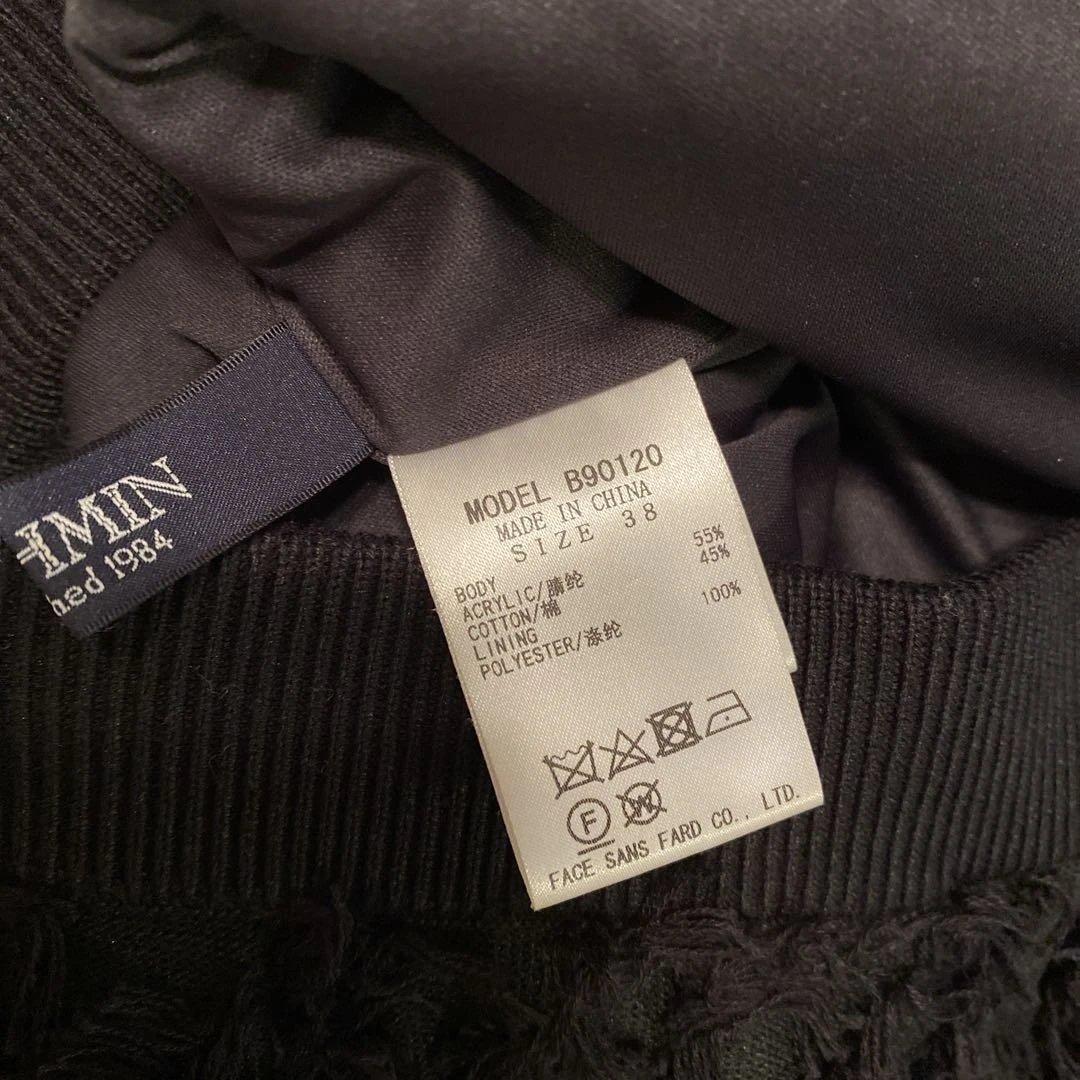 HMIN
hed 1984
MODEL B90120
MADE IN CHINA
SIZE 38
BODY
ACRYLIC/腈纶 55%
COTTON/棉 45%
LINING
POLYESTER/涤纶 100%
F W
FACE SANS FARD CO., LTD.